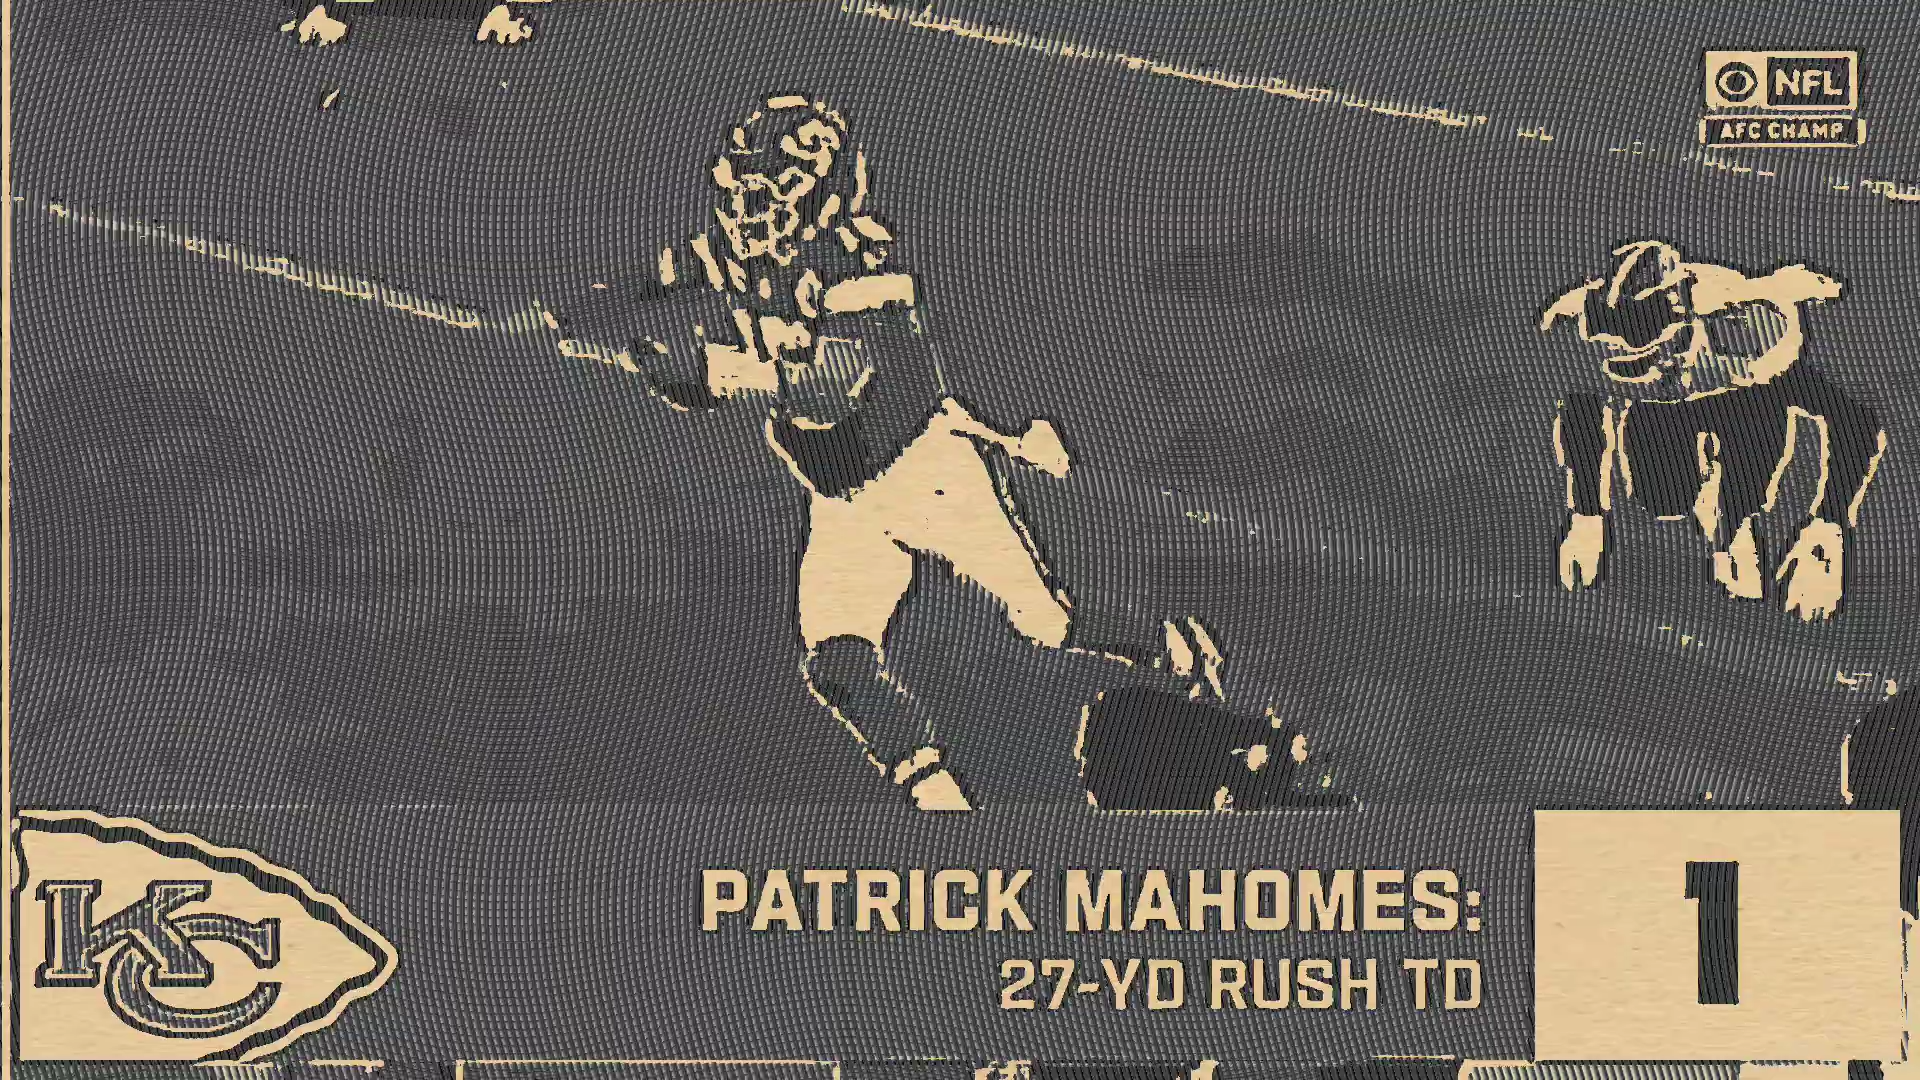 NFL
AFC CHAMP
PATRICK MAHOMES:
27-YD RUSH TD
1
KC